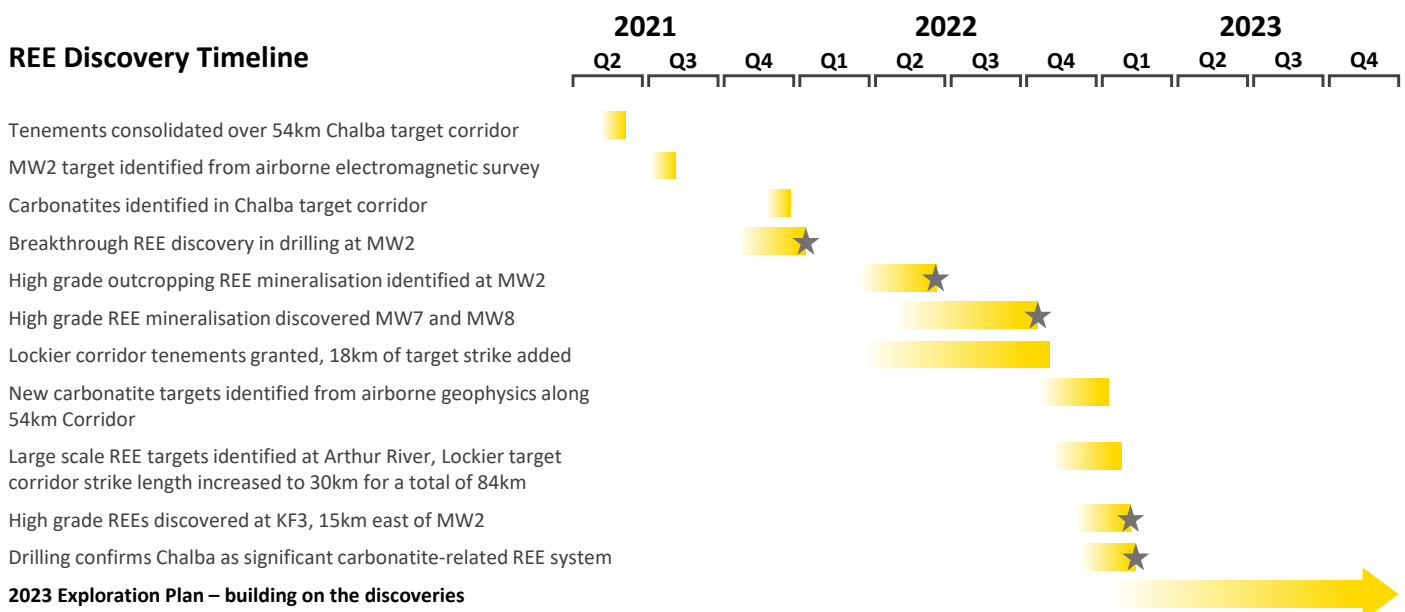 2021 2022 2023
REE Discovery Timeline
Q2 Q3 Q4 Q1 Q2 Q3 Q4 Q1 Q2 Q3 Q4
Tenements consolidated over 54km Chalba target corridor
MW2 target identified from airborne electromagnetic survey
Carbonatites identified in Chalba target corridor
Breakthrough REE discovery in drilling at MW2
High grade outcropping REE mineralisation identified at MW2
High grade REE mineralisation discovered MW7 and MW8
Lockier corridor tenements granted, 18km of target strike added
New carbonatite targets identified from airborne geophysics along
54km Corridor
Large scale REE targets identified at Arthur River, Lockier target
corridor strike length increased to 30km for a total of 84km
High grade REEs discovered at KF3, 15km east of MW2
Drilling confirms Chalba as significant carbonatite-related REE system
2023 Exploration Plan – building on the discoveries